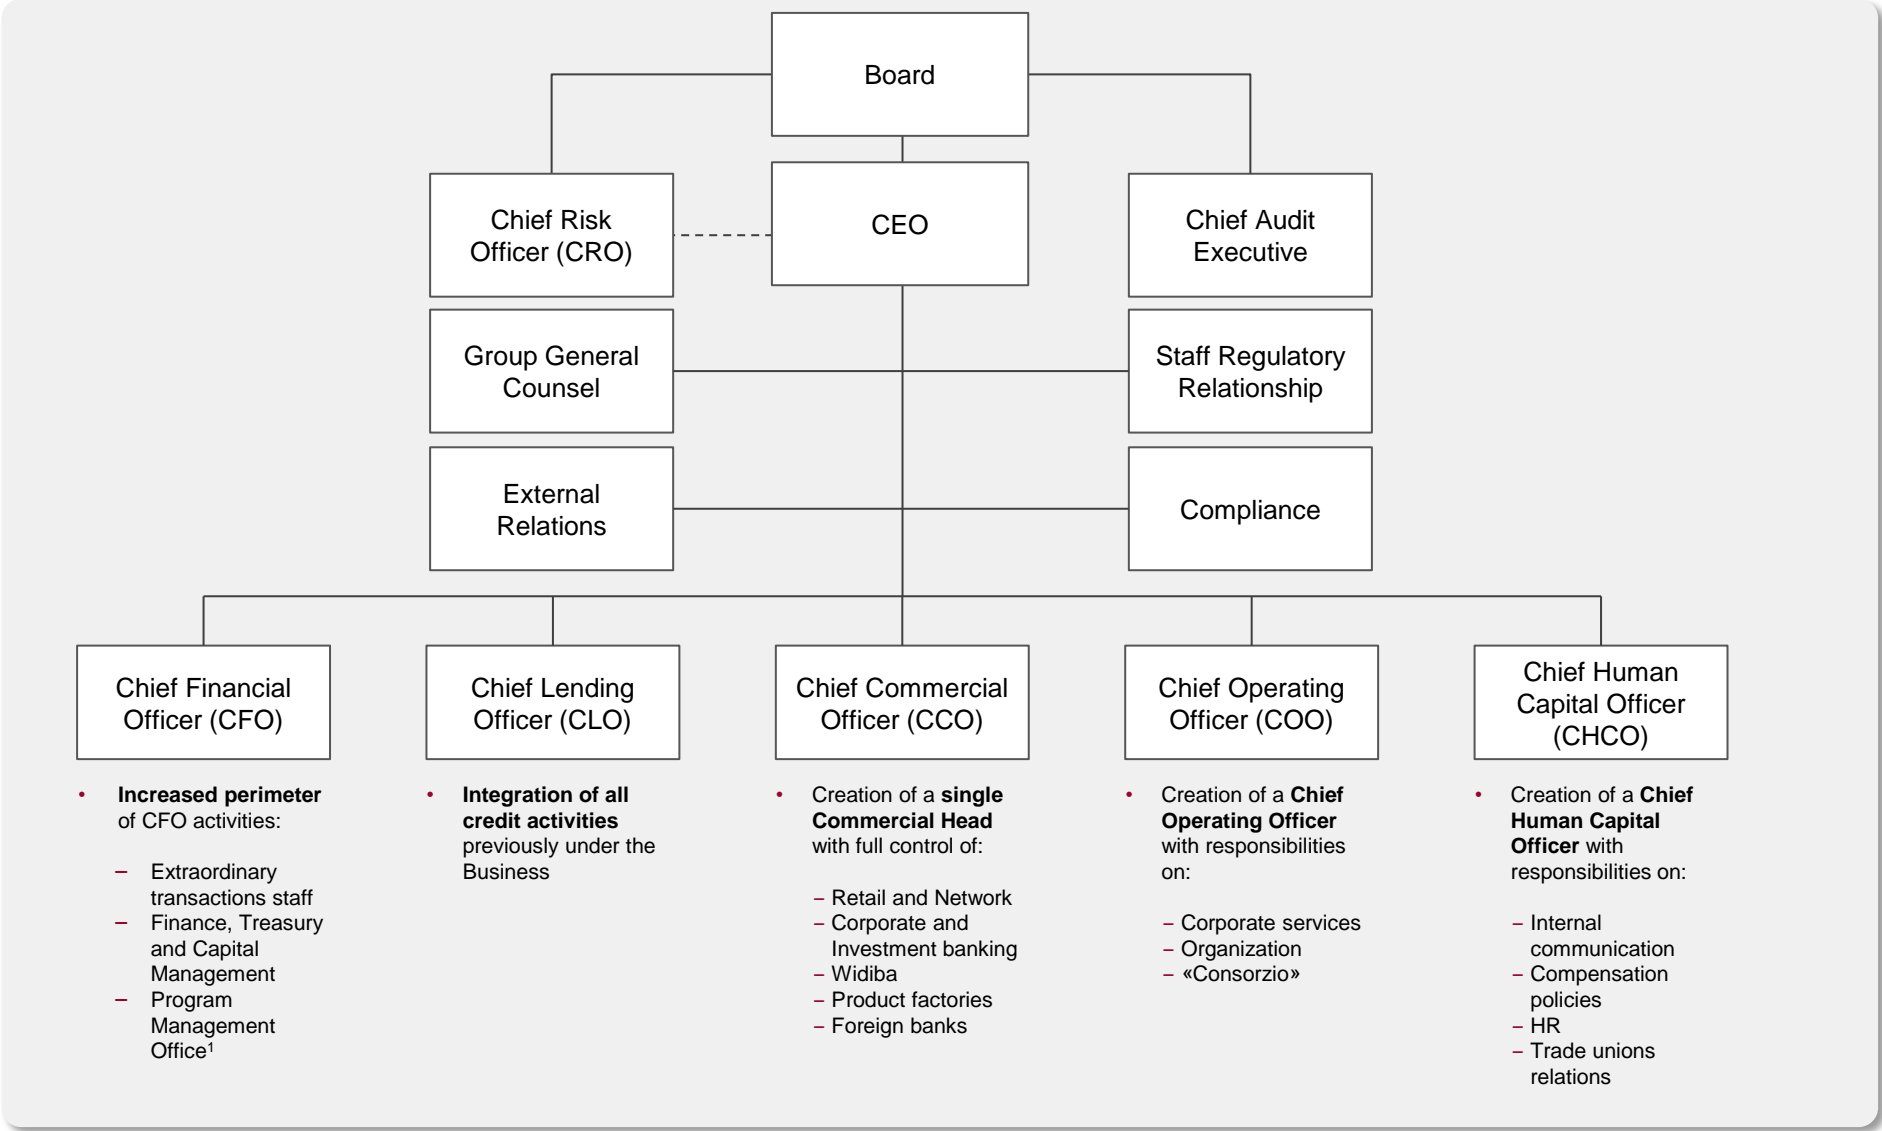 Board
Chief Risk
Officer (CRO)
CEO
Chief Audit
Executive
Group General
Counsel
Staff Regulatory
Relationship
External
Relations
Compliance
Chief Financial
Officer (CFO)
Chief Lending
Officer (CLO)
Chief Commercial
Officer (CCO)
Chief Operating
Officer (COO)
Chief Human
Capital Officer
(CHCO)
• Increased perimeter
of CFO activities:
– Extraordinary
transactions staff
– Finance, Treasury
and Capital
Management
– Program
Management
Office¹
• Integration of all
credit activities
previously under the
Business
• Creation of a single
Commercial Head
with full control of:
– Retail and Network
– Corporate and
Investment banking
– Widiba
– Product factories
– Foreign banks
• Creation of a Chief
Operating Officer
with responsibilities
on:
– Corporate services
– Organization
– «Consorzio»
• Creation of a Chief
Human Capital
Officer with
responsibilities on:
– Internal
communication
– Compensation
policies
– HR
– Trade unions
relations